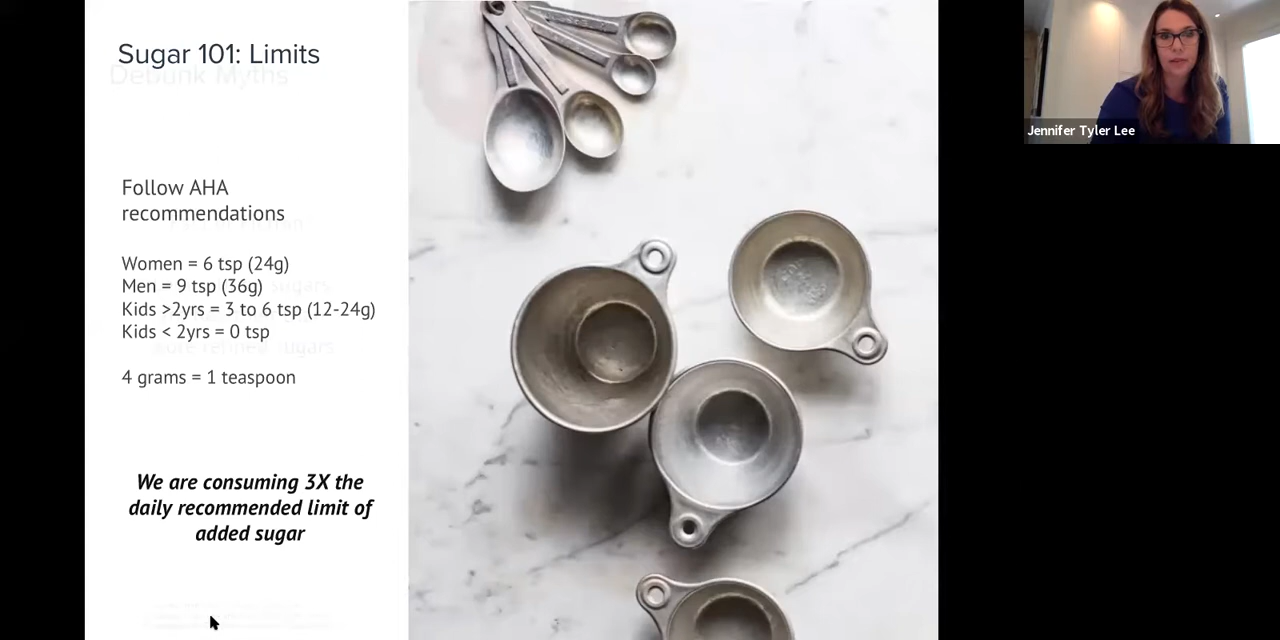 Sugar 101: Limits
Debunk Myths
Follow AHA
recommendations
Women = 6 tsp (24g)
Men = 9 tsp (36g)
Kids >2yrs = 3 to 6 tsp (12-24g)
Kids < 2yrs = 0 tsp
4 grams = 1 teaspoon
We are consuming 3X the
daily recommended limit of
added sugar
Jennifer Tyler Lee